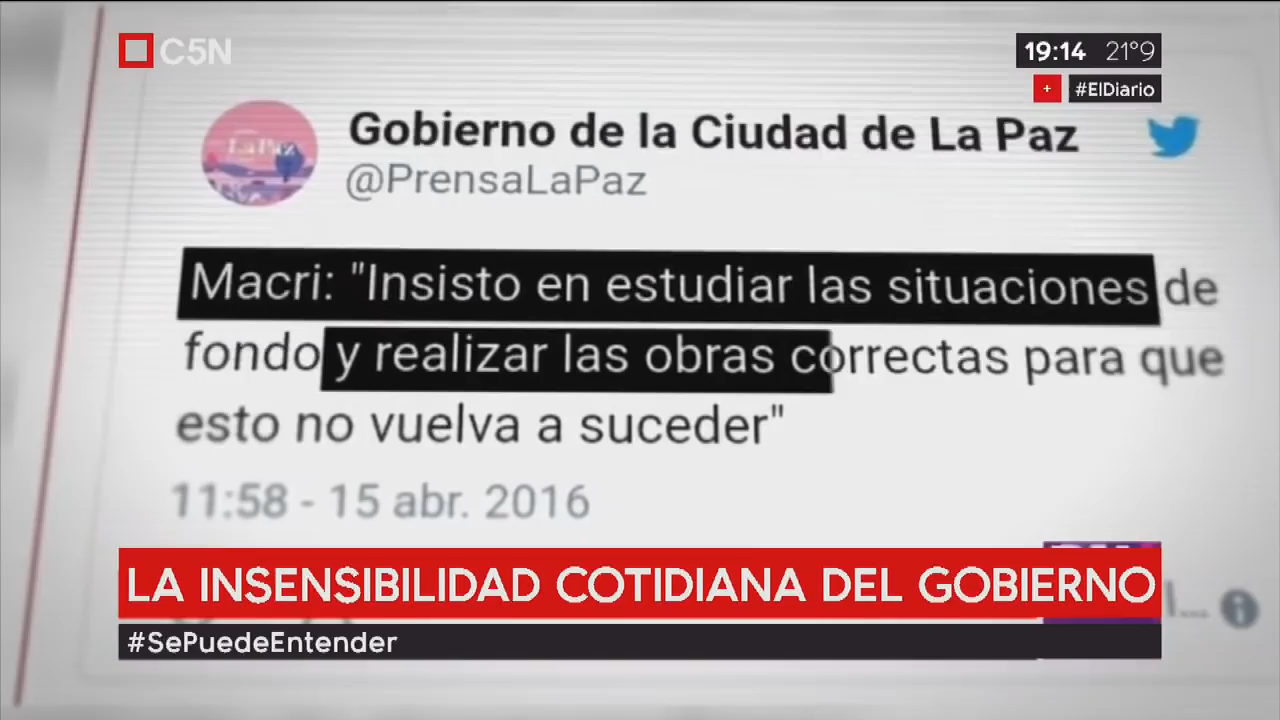 C5N
19:14 21°9
+ #ElDiario
Gobierno de la Ciudad de La Paz
@PrensaLaPaz
Macri: "Insisto en estudiar las situaciones de
fondo y realizar las obras correctas para que
esto no vuelva a suceder"
11:58 - 15 abr. 2016
LA INSENSIBILIDAD COTIDIANA DEL GOBIERNO
#SePuedeEntender